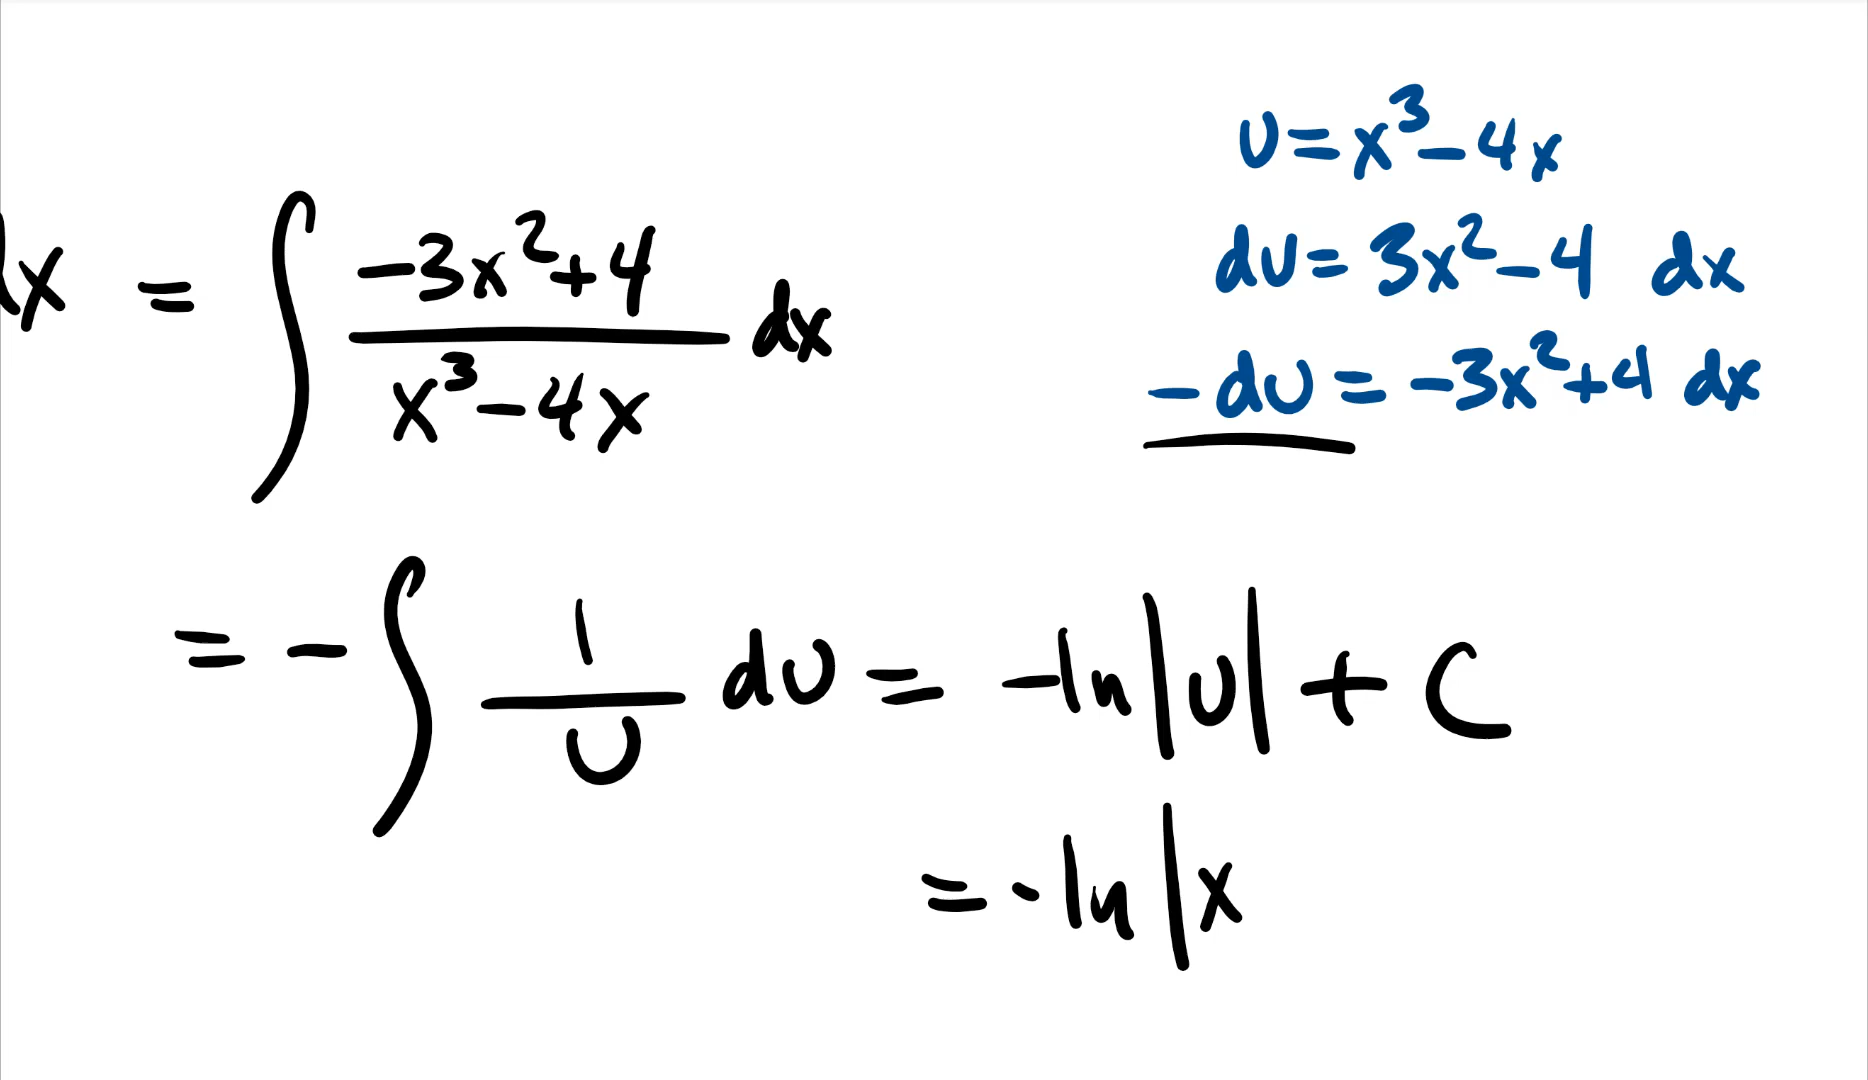 u = x³ - 4x
du = 3x² - 4 dx
-du = -3x² + 4 dx
dx = ∫ (-3x² + 4)/(x³ - 4x) dx
= - ∫ 1/u du = -ln|u| + C
= -ln|x